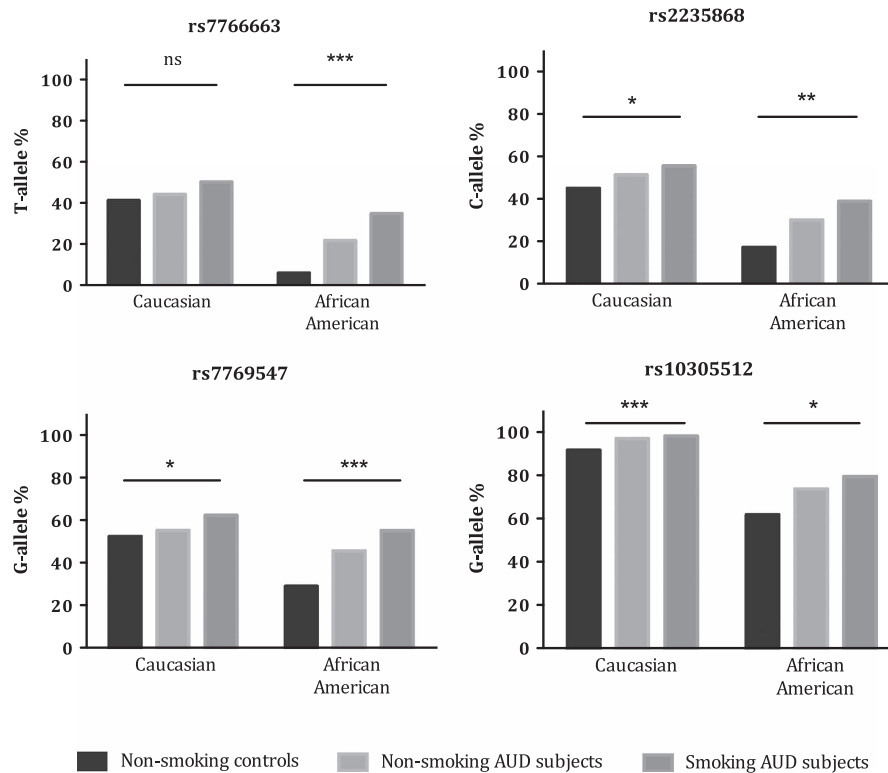 rs7766663
T-allele %
100
80
60
40
20
0
ns
***
Caucasian
African
American
rs2235868
C-allele %
100
80
60
40
20
0
*
**
Caucasian
African
American
rs7769547
G-allele %
100
80
60
40
20
0
*
***
Caucasian
African
American
rs10305512
G-allele %
100
80
60
40
20
0
***
*
Caucasian
African
American
Non-smoking controls
Non-smoking AUD subjects
Smoking AUD subjects